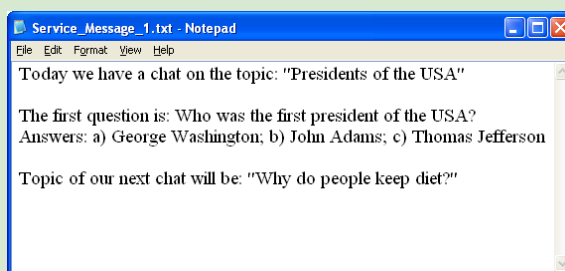 Service_Message_1.txt - Notepad
File Edit Format View Help
Today we have a chat on the topic: "Presidents of the USA"
The first question is: Who was the first president of the USA?
Answers: a) George Washington; b) John Adams; c) Thomas Jefferson
Topic of our next chat will be: "Why do people keep diet?"